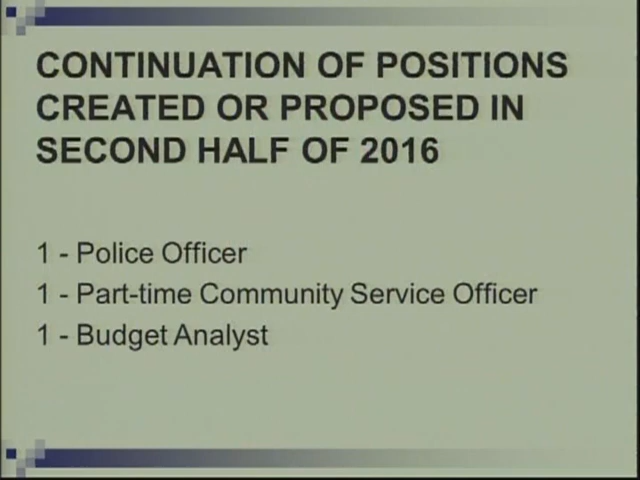 CONTINUATION OF POSITIONS
CREATED OR PROPOSED IN
SECOND HALF OF 2016
1 - Police Officer
1 - Part-time Community Service Officer
1 - Budget Analyst